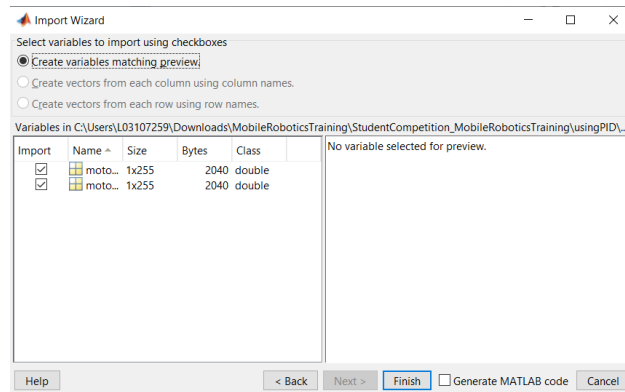 Import Wizard
Select variables to import using checkboxes
Create variables matching preview.
Create vectors from each column using column names.
Create vectors from each row using row names.
Variables in C:\Users\L03107259\Downloads\MobileRoboticsTraining\StudentCompetition_MobileRoboticsTraining\usingPID\...
Import Name Size Bytes Class
moto... 1x255 2040 double
moto... 1x255 2040 double
No variable selected for preview.
Help < Back Next > Finish Generate MATLAB code Cancel